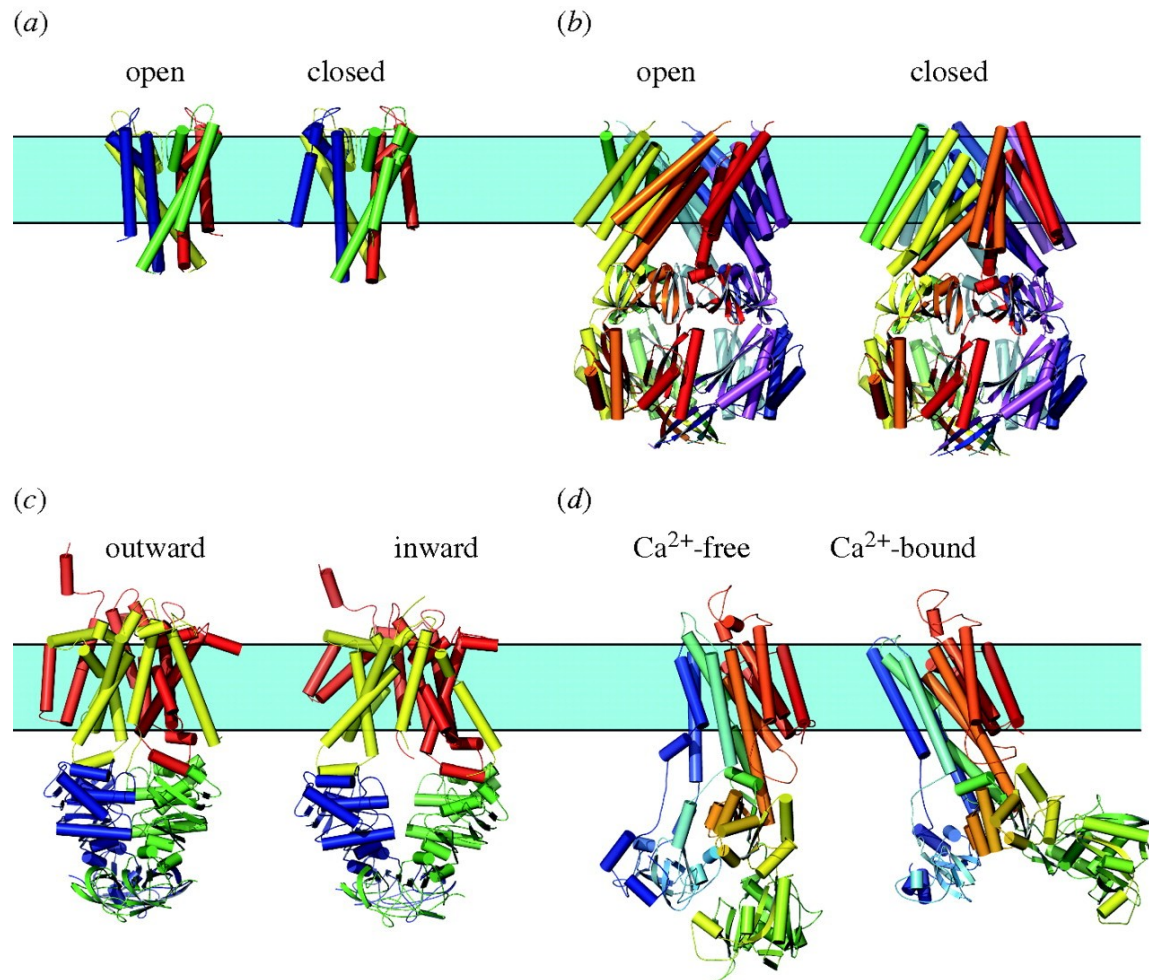 (a)
open closed
(b)
open closed
(c)
outward inward
(d)
Ca2+-free Ca2+-bound